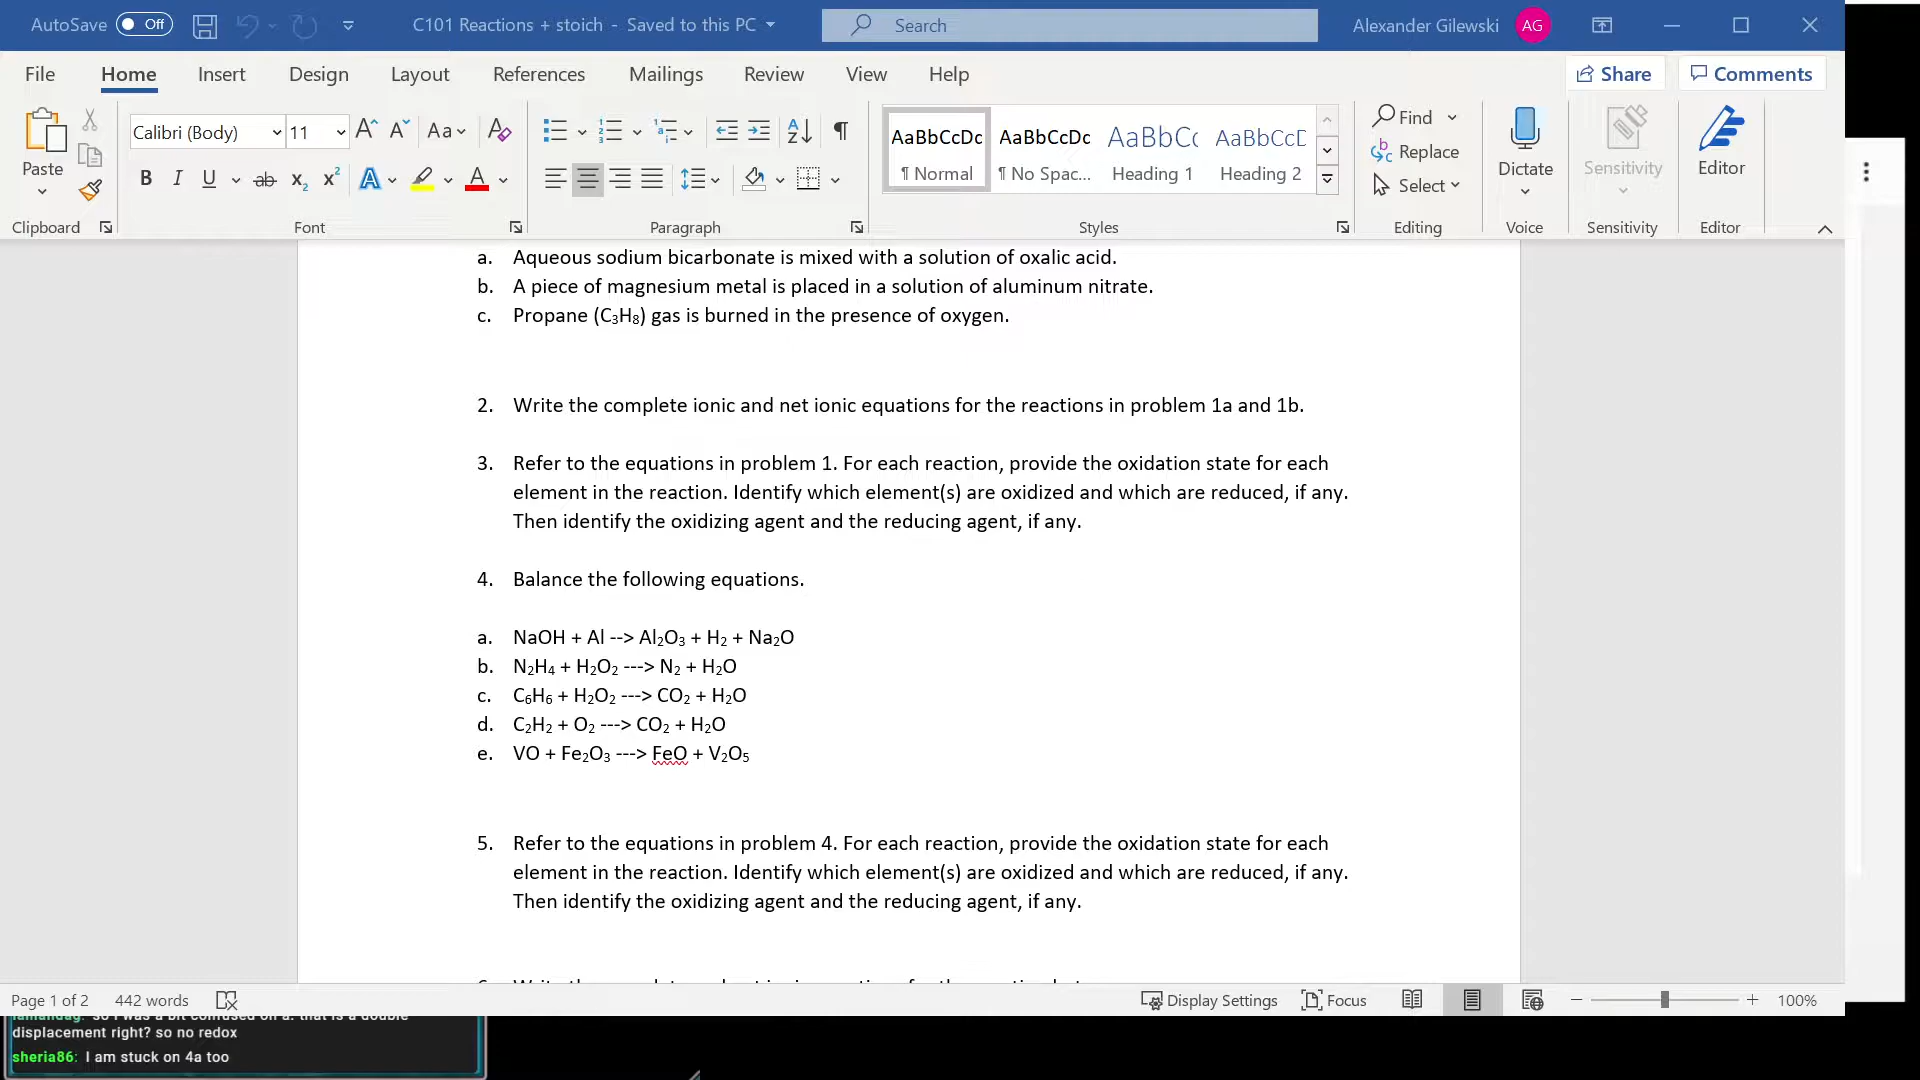 AutoSave Off C101 Reactions + stoich - Saved to this PC Search Alexander Gilewski AG
File Home Insert Design Layout References Mailings Review View Help Share Comments
Paste Calibri (Body) 11 Aa AaBbCcDc AaBbCcDc AaBbCc AaBbCcD Find Replace Select Dictate Sensitivity Editor
B I U ab x₂ x² A A ¶ Normal ¶ No Spac... Heading 1 Heading 2
Clipboard Font Paragraph Styles Editing Voice Sensitivity Editor
a. Aqueous sodium bicarbonate is mixed with a solution of oxalic acid.
b. A piece of magnesium metal is placed in a solution of aluminum nitrate.
c. Propane (C₃H₈) gas is burned in the presence of oxygen.
2. Write the complete ionic and net ionic equations for the reactions in problem 1a and 1b.
3. Refer to the equations in problem 1. For each reaction, provide the oxidation state for each
element in the reaction. Identify which element(s) are oxidized and which are reduced, if any.
Then identify the oxidizing agent and the reducing agent, if any.
4. Balance the following equations.
a. NaOH + Al --> Al₂O₃ + H₂ + Na₂O
b. N₂H₄ + H₂O₂ ---> N₂ + H₂O
c. C₆H₆ + H₂O₂ ---> CO₂ + H₂O
d. C₂H₂ + O₂ ---> CO₂ + H₂O
e. VO + Fe₂O₃ ---> FeO + V₂O₅
5. Refer to the equations in problem 4. For each reaction, provide the oxidation state for each
element in the reaction. Identify which element(s) are oxidized and which are reduced, if any.
Then identify the oxidizing agent and the reducing agent, if any.
Page 1 of 2 442 words Display Settings Focus 100%
so i was a bit confused on a. that is a double
displacement right? so no redox
sheria86: I am stuck on 4a too